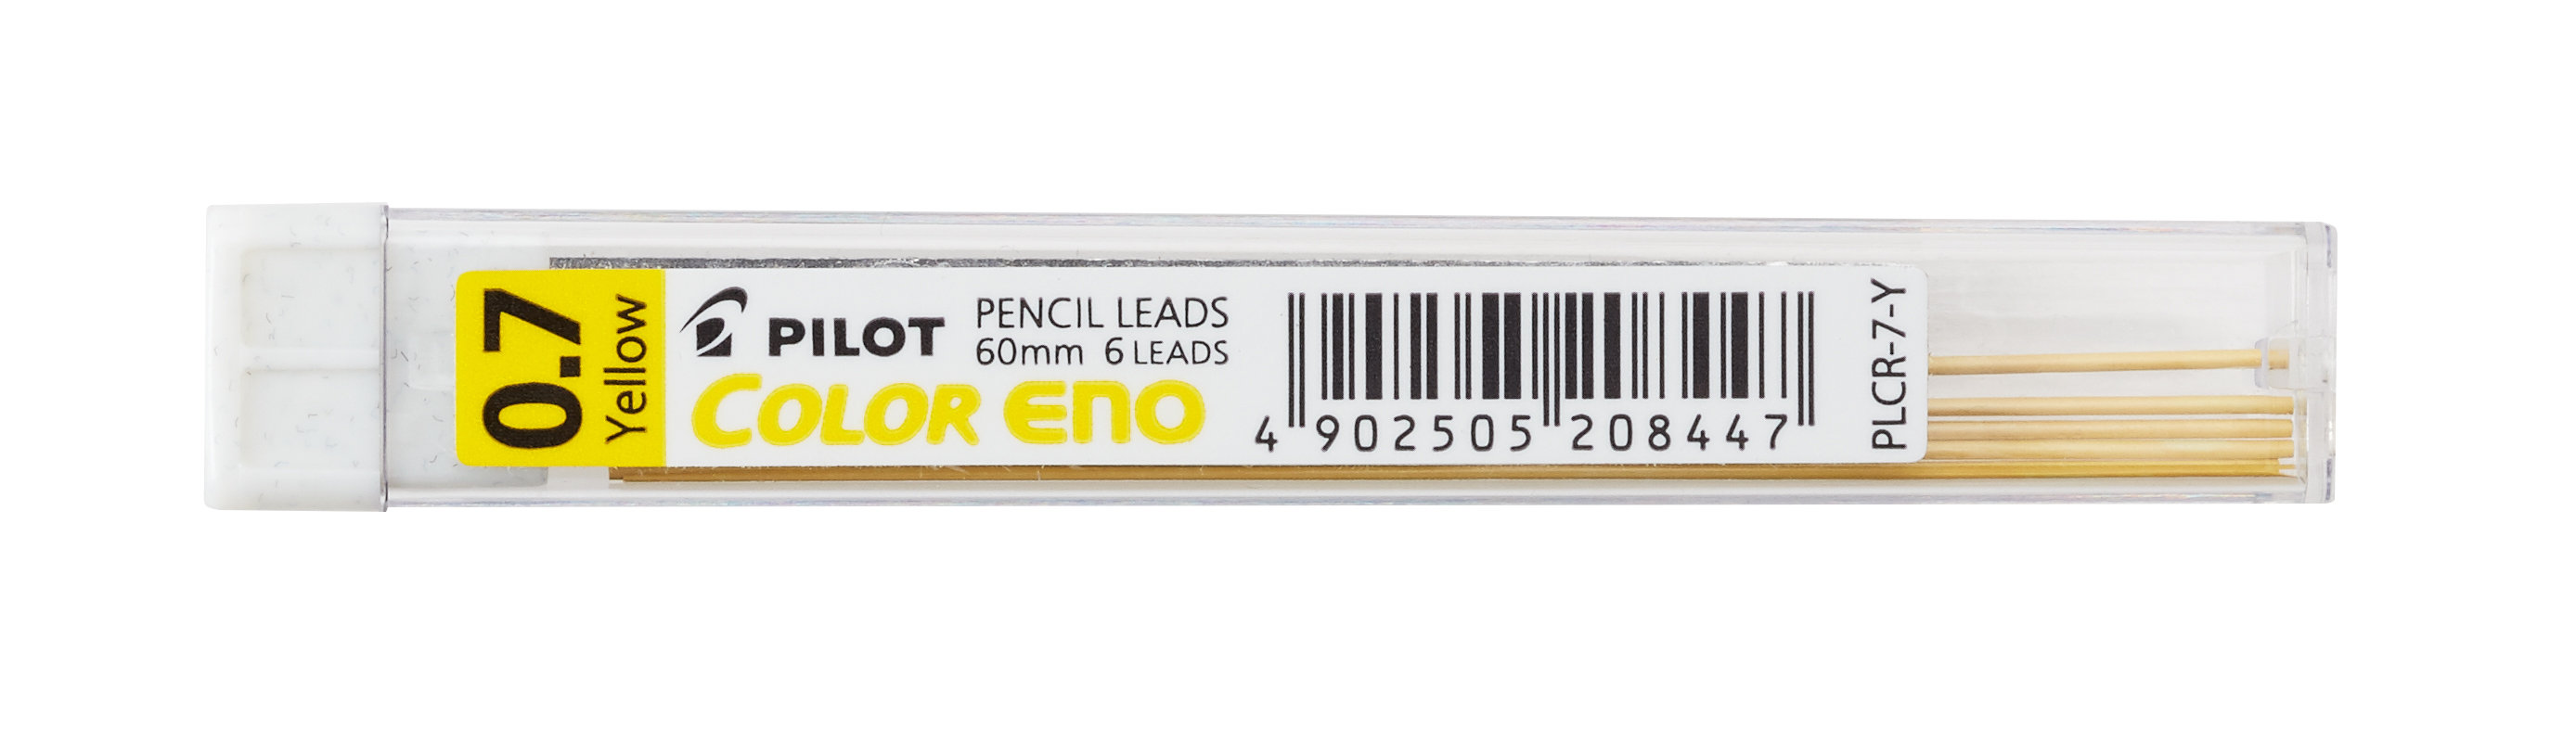 0.7
Yellow
PILOT
PENCIL LEADS
60mm 6 LEADS
COLOR ENO
4 902505 208447
PLCR-7-Y